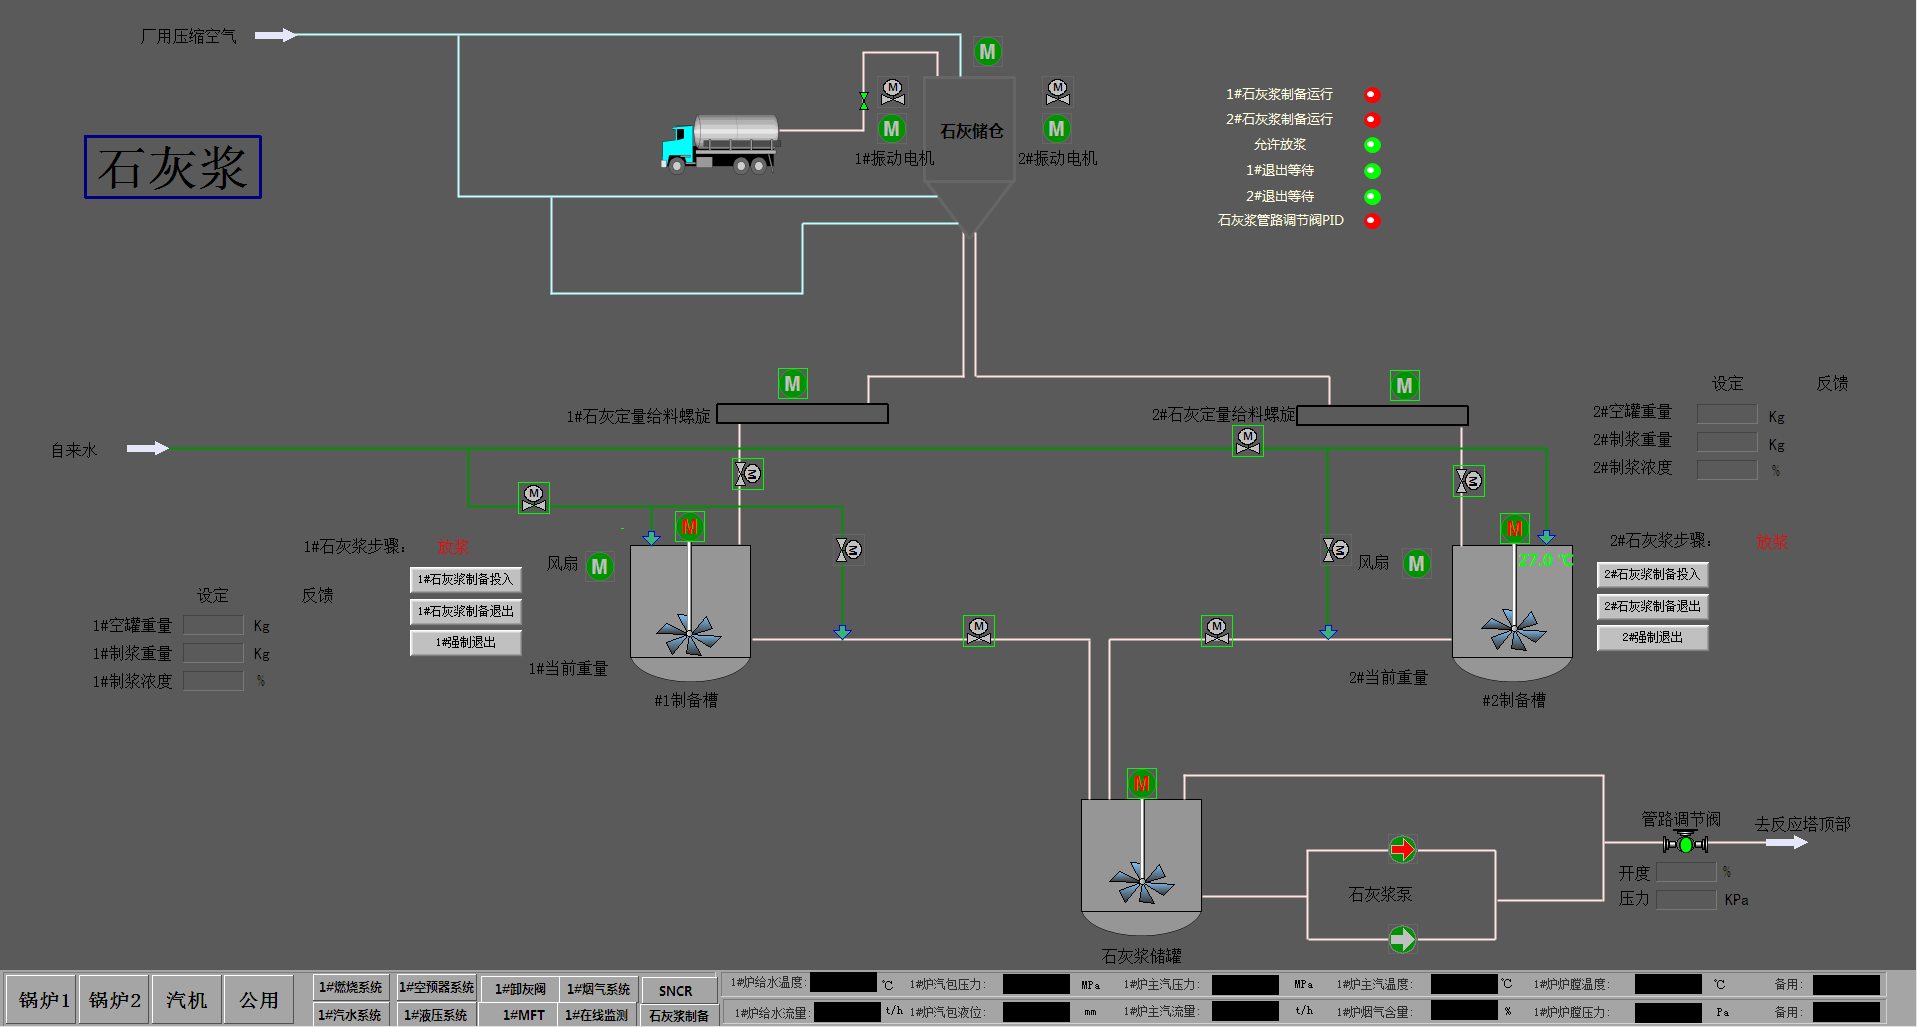 厂用压缩空气
M
M
M
石灰浆
石灰储仓
M
M
1#振动电机
2#振动电机
1#石灰浆制备运行
2#石灰浆制备运行
允许放浆
1#退出等待
2#退出等待
石灰浆管路调节阀PID
M
M
1#石灰定量给料螺旋
2#石灰定量给料螺旋
自来水
M
M
M
M
M
M
设定 反馈
2#空罐重量 Kg
2#制浆重量 Kg
2#制浆浓度 %
1#石灰浆步骤: 放浆
1#石灰浆制备投入
1#石灰浆制备退出
1#强制退出
风扇 M
M
M
风扇 M
27.0 ℃
2#石灰浆步骤: 放浆
2#石灰浆制备投入
2#石灰浆制备退出
2#强制退出
设定 反馈
1#空罐重量 Kg
1#制浆重量 Kg
1#制浆浓度 %
M
M
1#当前重量
#1制备槽
2#当前重量
#2制备槽
M
石灰浆储罐
石灰浆泵
管路调节阀
去反应塔顶部
开度 %
压力 KPa
锅炉1 锅炉2 汽机 公用
1#燃烧系统 1#空预器系统 1#卸灰阀 1#烟气系统 SNCR
1#汽水系统 1#液压系统 1#MFT 1#在线监测 石灰浆制备
1#炉给水温度: ℃ 1#炉汽包压力: MPa 1#炉主汽压力: MPa 1#炉主汽温度: ℃ 1#炉炉膛温度: ℃ 备用:
1#炉给水流量: t/h 1#炉汽包液位: mm 1#炉主汽流量: t/h 1#炉烟气含量: % 1#炉炉膛压力: Pa 备用: